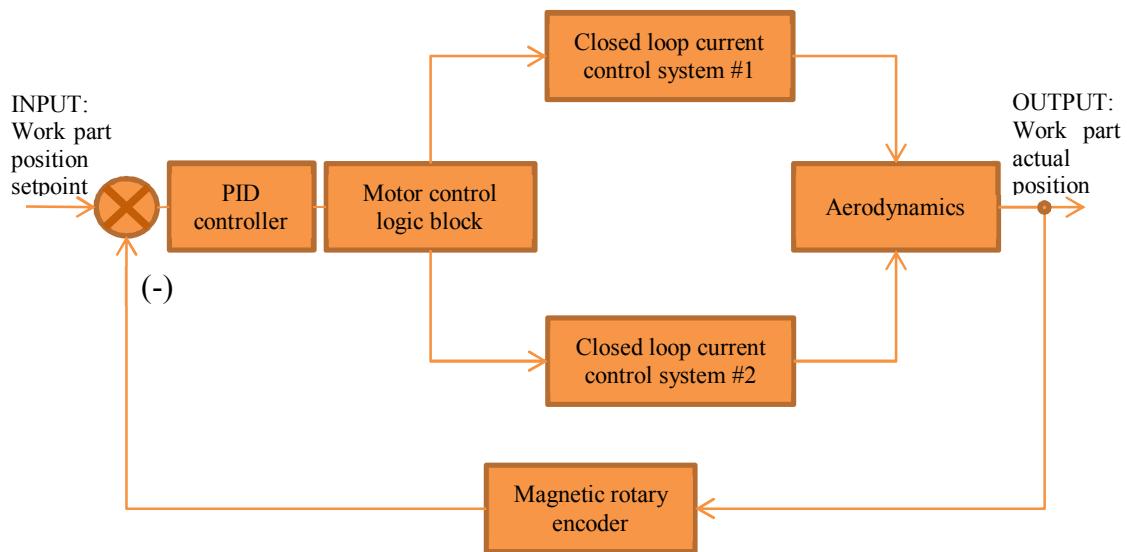 Closed loop current
control system #1
INPUT:
Work part
position
setpoint
OUTPUT:
Work part
actual
position
PID
controller
Motor control
logic block
Aerodynamics
(-)
Closed loop current
control system #2
Magnetic rotary
encoder